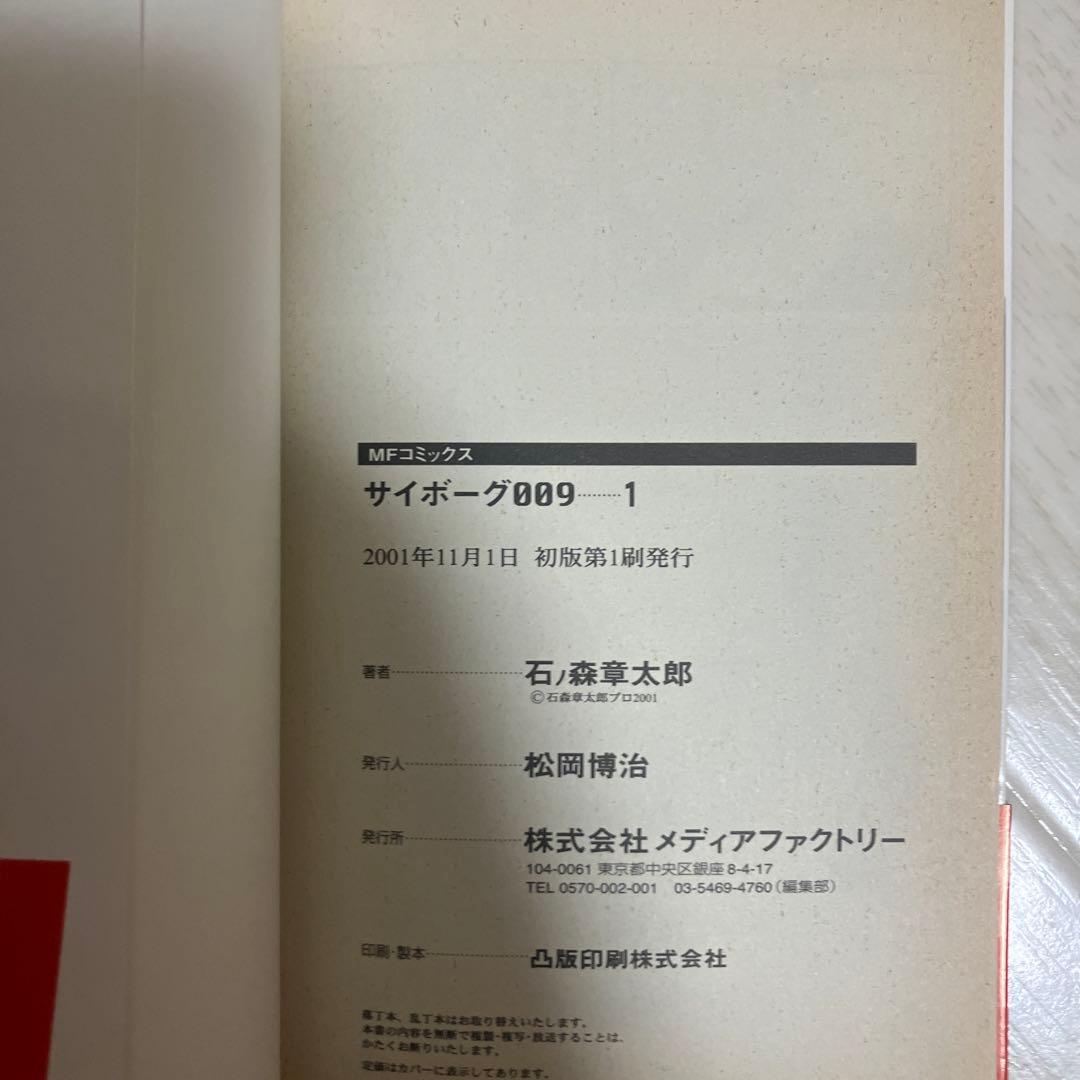 MFコミックス
サイボーグ009………1
2001年11月1日 初版第1刷発行
著者………石ノ森章太郎
©石森章太郎プロ2001
発行人………松岡博治
発行所………株式会社 メディアファクトリー
104-0061 東京都中央区銀座8-4-17
TEL 0570-002-001 03-5469-4760（編集部）
印刷・製本………凸版印刷株式会社
落丁本、乱丁本はお取り替えいたします。
本書の内容を無断で複製・複写・放送することは、
かたくお断りいたします。
定価はカバーに表示してあります。